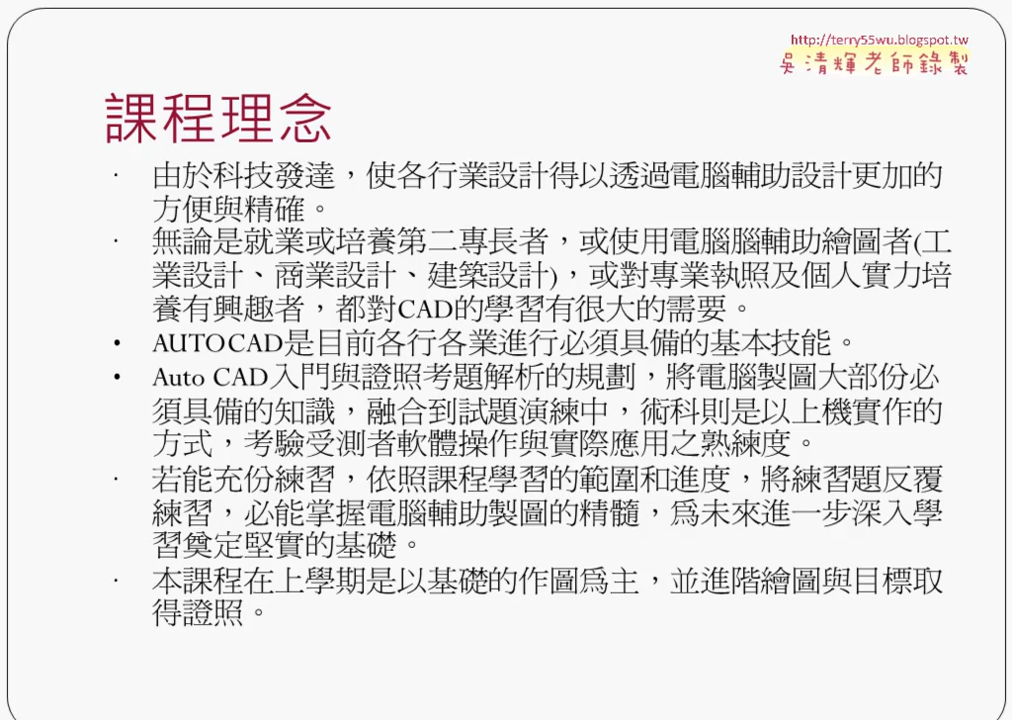 http://terry55wu.blogspot.tw
吳清輝老師錄製
課程理念
· 由於科技發達，使各行業設計得以透過電腦輔助設計更加的
方便與精確。
· 無論是就業或培養第二專長者，或使用電腦腦輔助繪圖者(工
業設計、商業設計、建築設計)，或對專業執照及個人實力培
養有興趣者，都對CAD的學習有很大的需要。
• AUTOCAD是目前各行各業進行必須具備的基本技能。
• Auto CAD入門與證照考題解析的規劃，將電腦製圖大部份必
須具備的知識，融合到試題演練中，術科則是以上機實作的
方式，考驗受測者軟體操作與實際應用之熟練度。
· 若能充份練習，依照課程學習的範圍和進度，將練習題反覆
練習，必能掌握電腦輔助製圖的精髓，為未來進一步深入學
習奠定堅實的基礎。
· 本課程在上學期是以基礎的作圖為主，並進階繪圖與目標取
得證照。